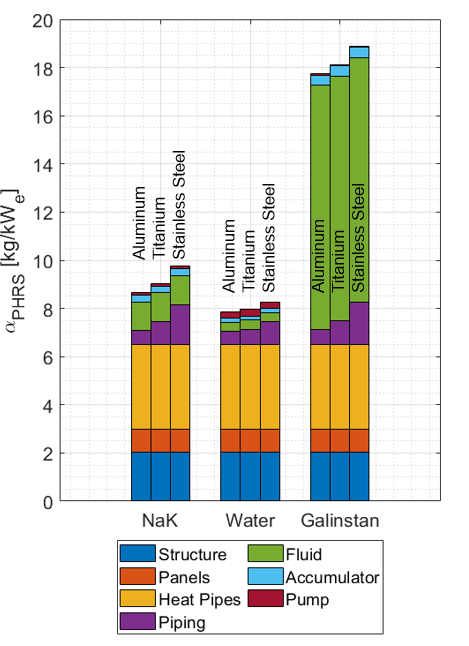 20
18
16
14
12
10
8
6
4
2
0
α_PHRS [kg/kW_e]
Aluminum
Titanium
Stainless Steel
Aluminum
Titanium
Stainless Steel
Aluminum
Titanium
Stainless Steel
NaK Water Galinstan
Structure Fluid
Panels Accumulator
Heat Pipes Pump
Piping